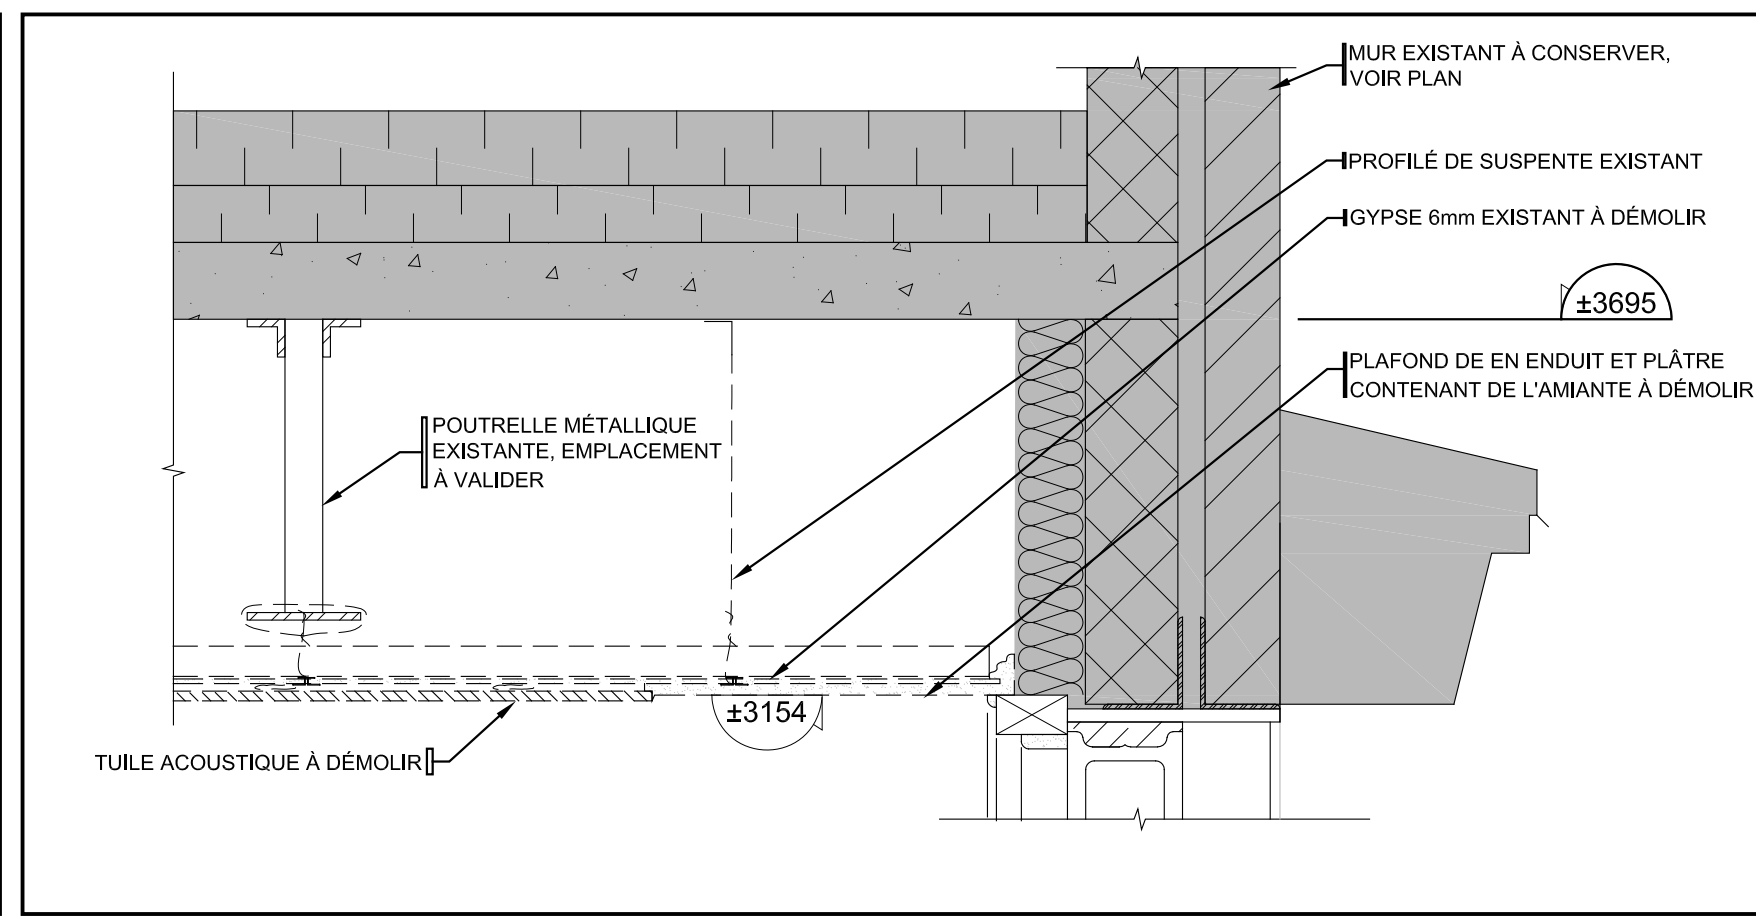 MUR EXISTANT À CONSERVER,
VOIR PLAN
PROFILÉ DE SUSPENTE EXISTANT
GYPSE 6mm EXISTANT À DÉMOLIR
±3695
PLAFOND DE EN ENDUIT ET PLÂTRE
CONTENANT DE L'AMIANTE À DÉMOLIR
POUTRELLE MÉTALLIQUE
EXISTANTE, EMPLACEMENT
À VALIDER
±3154
TUILE ACOUSTIQUE À DÉMOLIR